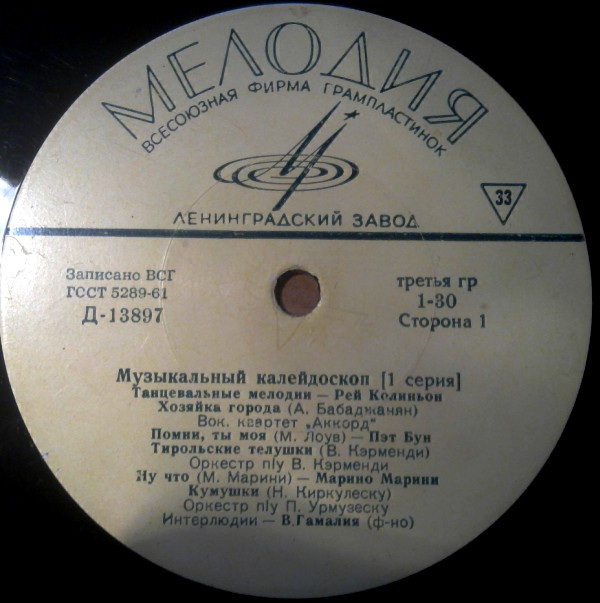 МЕЛОДИЯ
ВСЕСОЮЗНАЯ ФИРМА ГРАМПЛАСТИНОК
ЛЕНИНГРАДСКИЙ ЗАВОД
33
Записано ВСГ
ГОСТ 5289-61
Д-13897
третья гр
1-30
Сторона 1
Музыкальный калейдоскоп [1 серия]
Танцевальные мелодии — Рей Колиньон
Хозяйка города (А. Бабаджанян)
Вок. квартет „Аккорд"
Помни, ты моя (М. Лоув) — Пэт Бун
Тирольские телушки (В. Кэрменди)
Оркестр п/у В. Кэрменди
Ну что (М. Марини) — Марино Марини
Кумушки (Н. Киркулеску)
Оркестр п/у П. Урмузеску
Интерлюдии — В. Гамалия (ф-но)